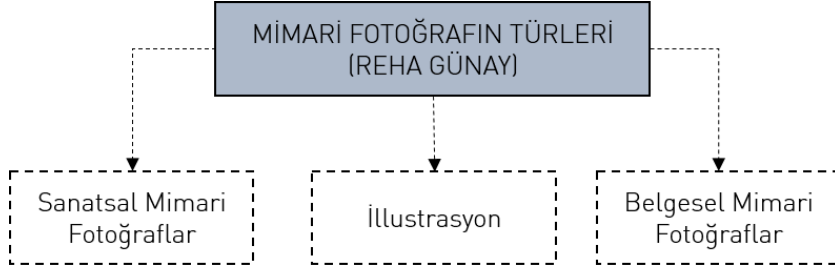 MİMARİ FOTOĞRAFIN TÜRLERİ
(REHA GÜNAY)
Sanatsal Mimari
Fotoğraflar
İllustrasyon
Belgesel Mimari
Fotoğraflar